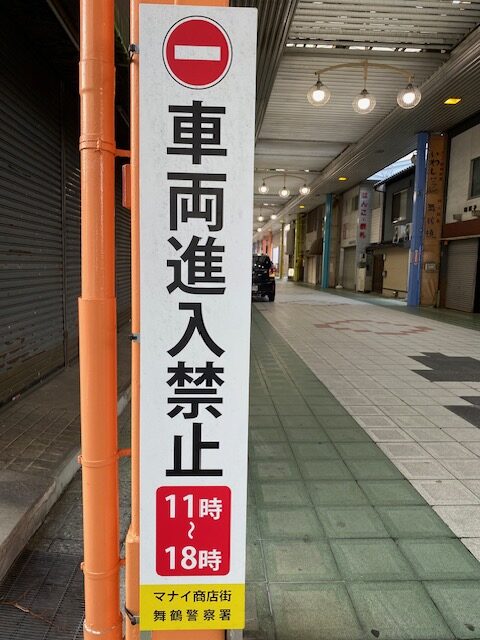 車両進入禁止
11時
～
18時
マナイ商店街
舞鶴警察署